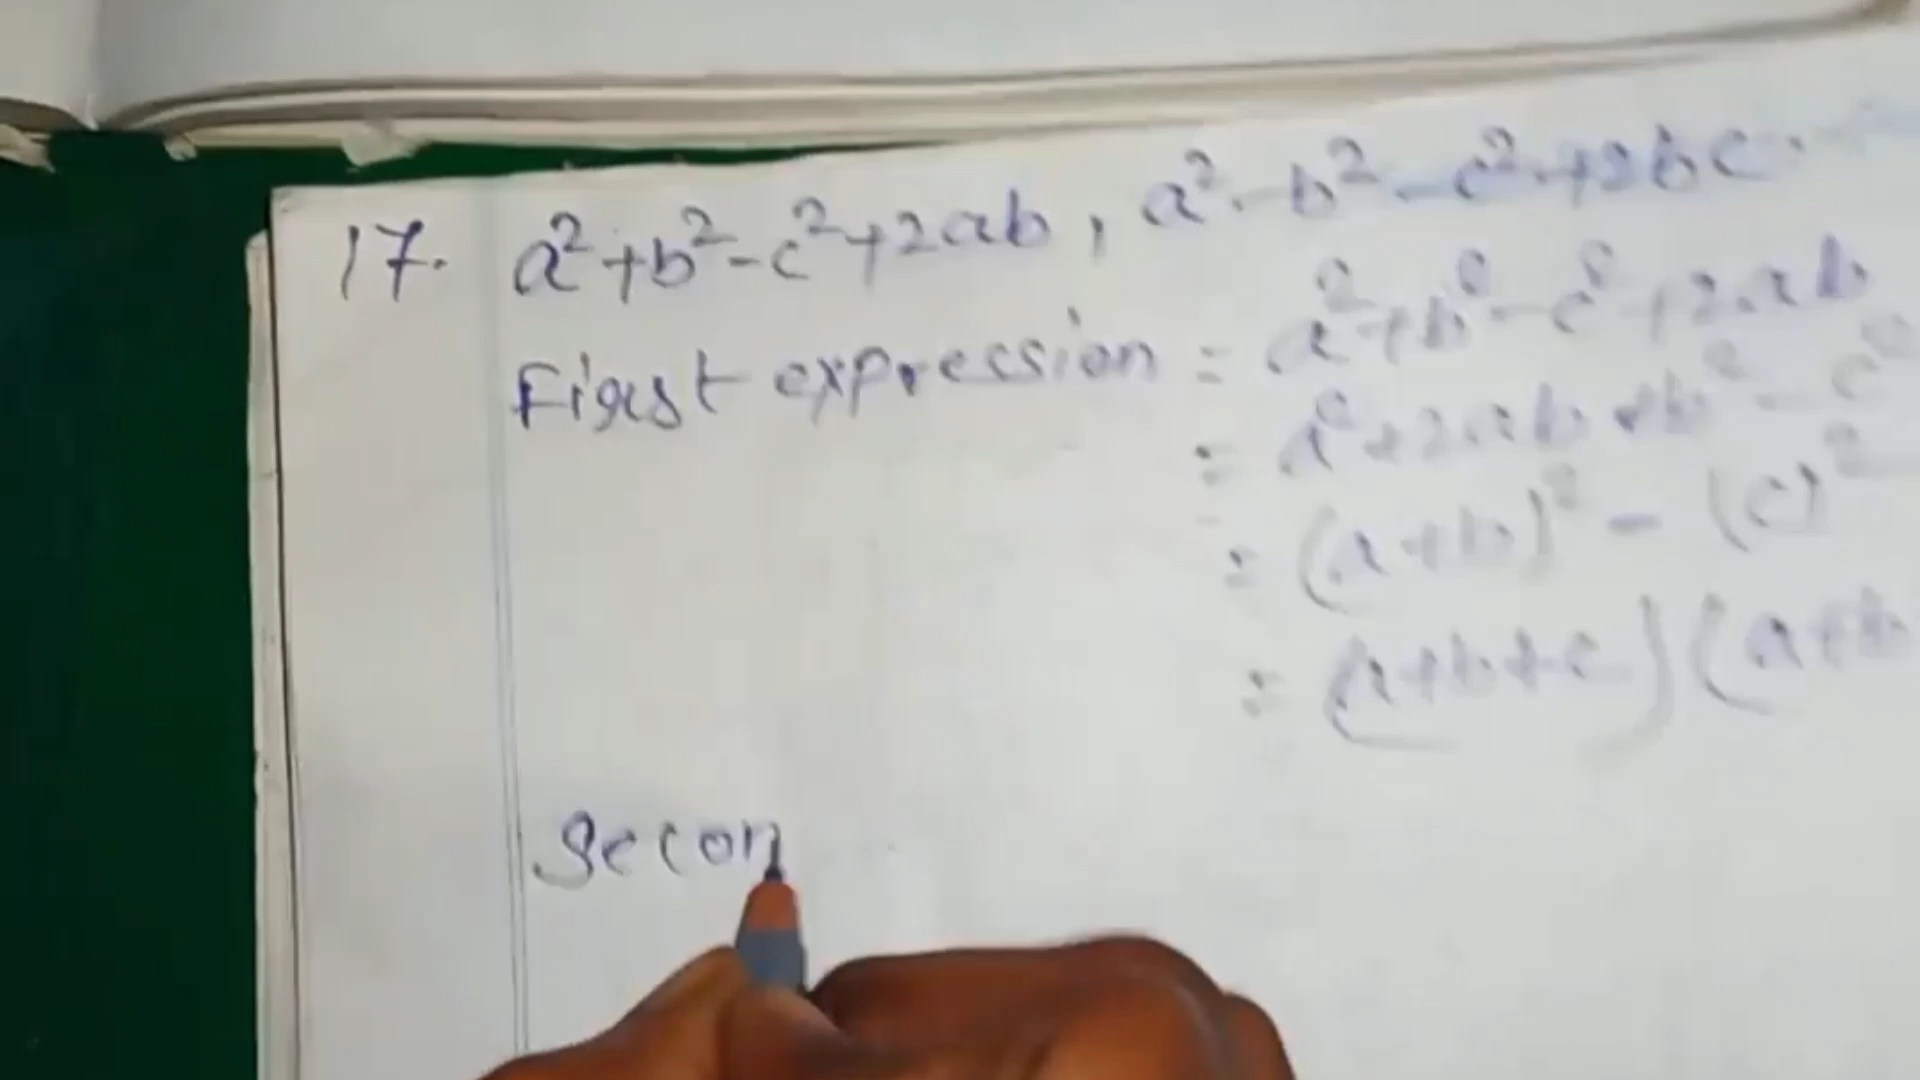 17. a²+b²-c²+2ab, a²-b²-c²+2bc.
First expression = a²+b²-c²+2ab
= a²+2ab+b²-c²
= (a+b)²-(c)²
= (a+b+c)(a+b
Secon